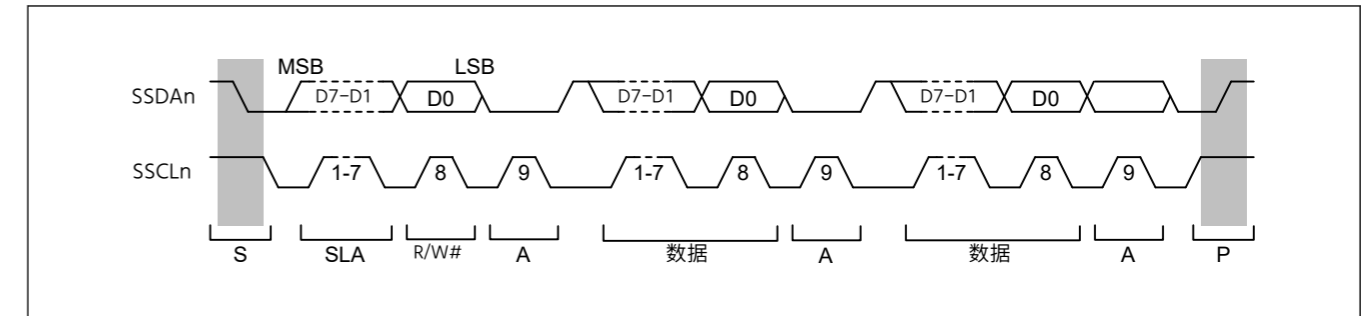 MSB LSB
SSDAn D7-D1 D0 D7-D1 D0 D7-D1 D0
SSCLn 1-7 8 9 1-7 8 9 1-7 8 9
S SLA R/W# A 数据 A 数据 A P